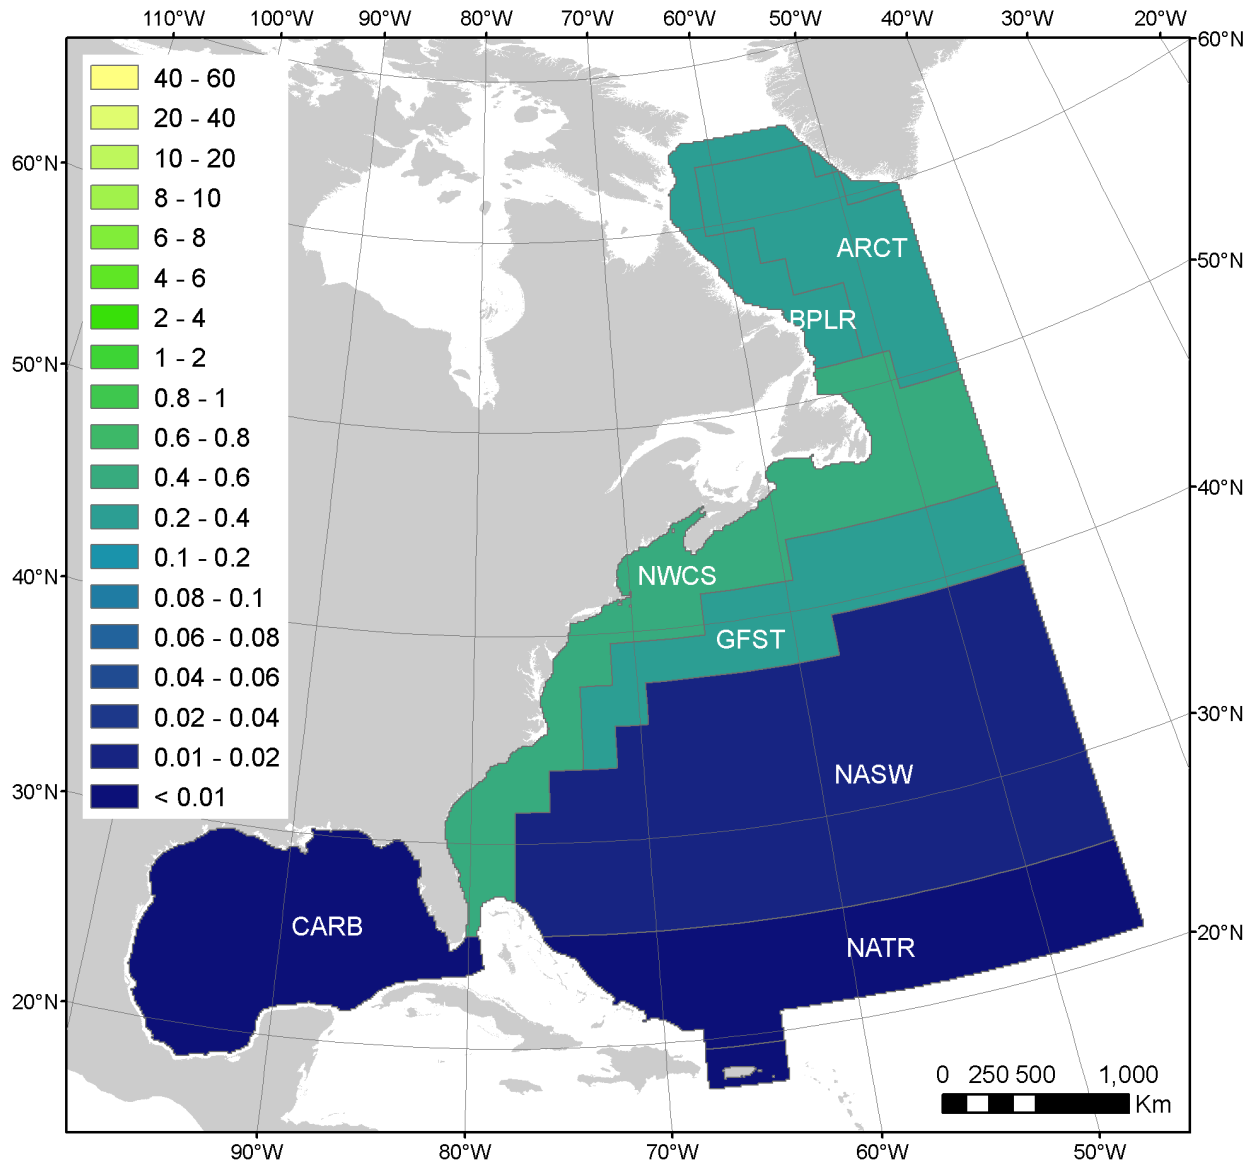 110°W 100°W 90°W 80°W 70°W 60°W 50°W 40°W 30°W 20°W
60°N
40 - 60
20 - 40
10 - 20
60°N
8 - 10
6 - 8
ARCT
50°N
4 - 6
2 - 4
BPLR
1 - 2
50°N
0.8 - 1
0.6 - 0.8
0.4 - 0.6
40°N
0.2 - 0.4
0.1 - 0.2
40°N
NWCS
0.08 - 0.1
0.06 - 0.08
GFST
0.04 - 0.06
0.02 - 0.04
30°N
0.01 - 0.02
NASW
30°N
< 0.01
CARB
20°N
NATR
20°N
0 250 500 1,000
Km
90°W 80°W 70°W 60°W 50°W